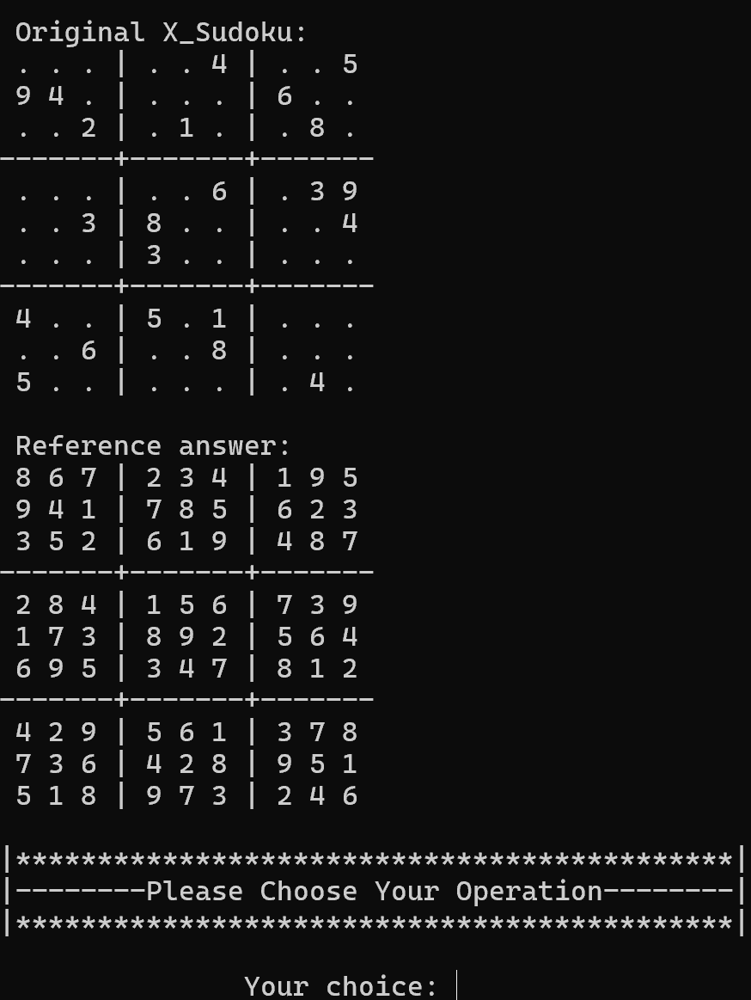 Original X_Sudoku:
. . . | . . 4 | . . 5
9 4 . | . . . | 6 . .
. . 2 | . 1 . | . 8 .
-------+-------+-------
. . . | . . 6 | . 3 9
. . 3 | 8 . . | . . 4
. . . | 3 . . | . . .
-------+-------+-------
4 . . | 5 . 1 | . . .
. . 6 | . . 8 | . . .
5 . . | . . . | . 4 .
Reference answer:
8 6 7 | 2 3 4 | 1 9 5
9 4 1 | 7 8 5 | 6 2 3
3 5 2 | 6 1 9 | 4 8 7
-------+-------+-------
2 8 4 | 1 5 6 | 7 3 9
1 7 3 | 8 9 2 | 5 6 4
6 9 5 | 3 4 7 | 8 1 2
-------+-------+-------
4 2 9 | 5 6 1 | 3 7 8
7 3 6 | 4 2 8 | 9 5 1
5 1 8 | 9 7 3 | 2 4 6
|********************************************|
|--------Please Choose Your Operation--------|
|********************************************|
Your choice: